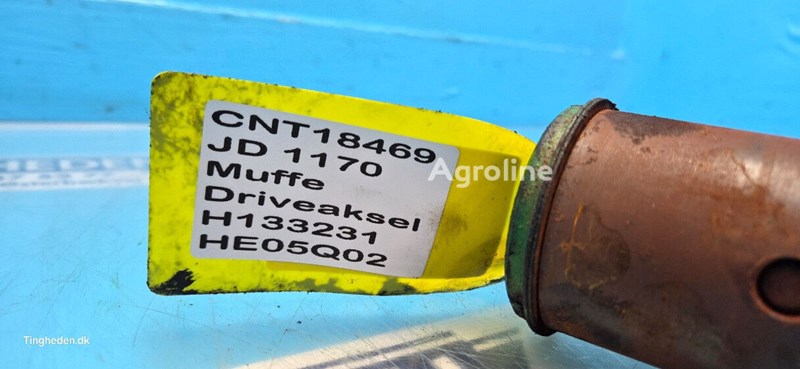 CNT18469
JD 1170
Muffe
Driveaksel
H133231
HE05Q02
Agroline
Tingheden.dk